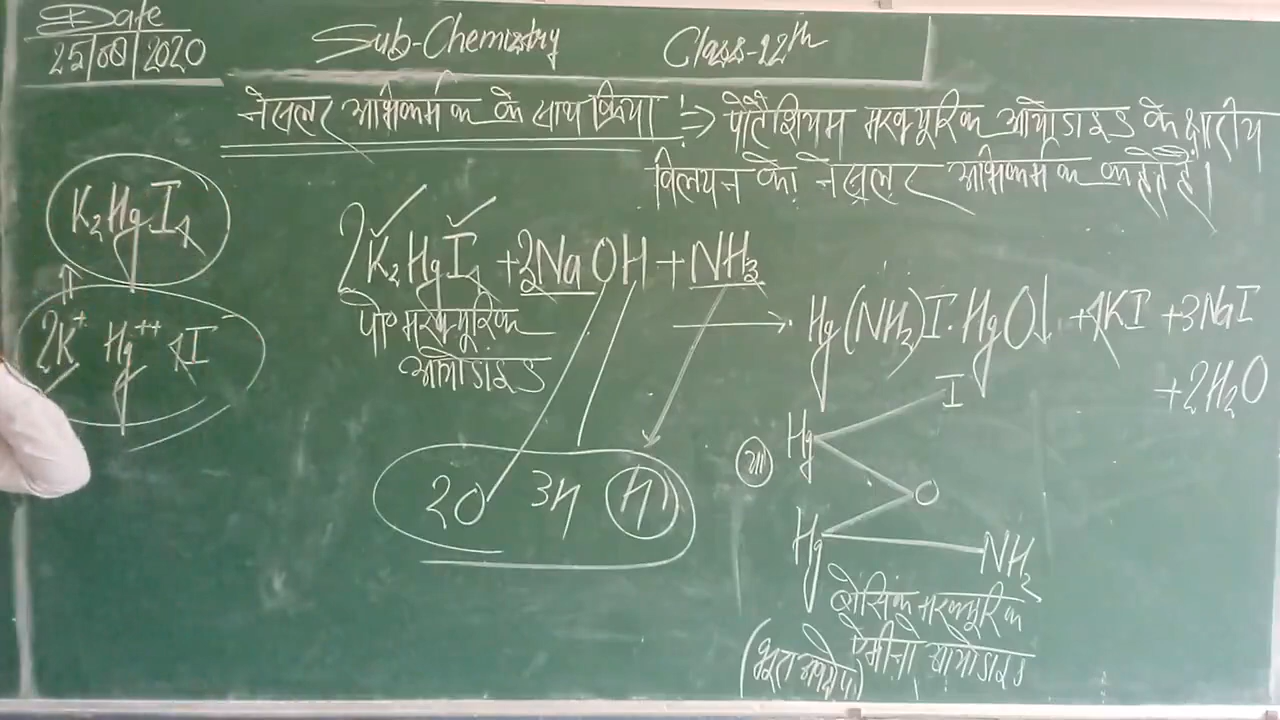 Date
25/08/2020
Sub-Chemistry
Class-12th
नेसलर अभिकर्मक के साथ क्रिया :⇒ पोटैशियम मरक्यूरिक आयोडाइड के क्षारीय
विलयन को नेसलर अभिकर्मक कहते हैं।
K₂HgI₄
⇑
2K⁺ Hg⁺⁺ 4I⁻
2K₂HgI₄ + 3NaOH + NH₃
पो० मरक्यूरिक
आयोडाइड
→ Hg(NH₂)I·HgO↓ + 4KI + 3NaI
+ 2H₂O
2O 3H H
या
Hg I
O
Hg NH₂
बेसिक मरक्यूरिक
ऐमीनो आयोडाइड
(भूरा अवक्षेप)